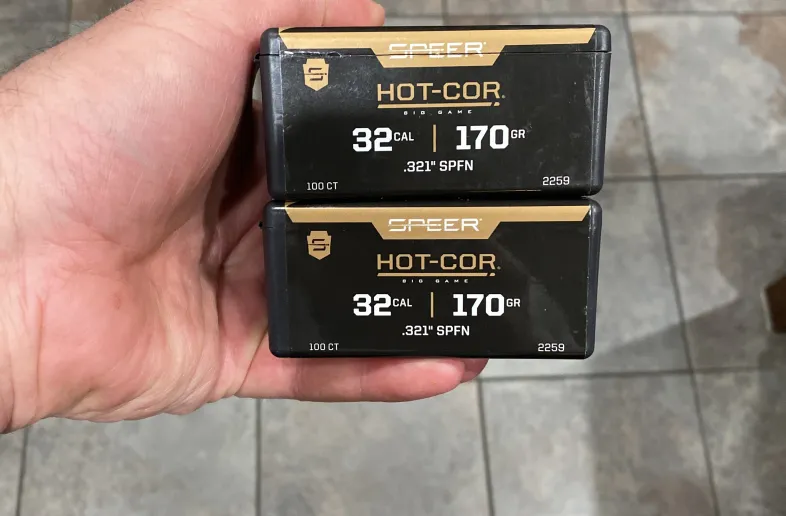 SPEER
HOT-COR®
BIG GAME
32 CAL | 170 GR
.321" SPFN
100 CT 2259
SPEER
HOT-COR®
BIG GAME
32 CAL | 170 GR
.321" SPFN
100 CT 2259